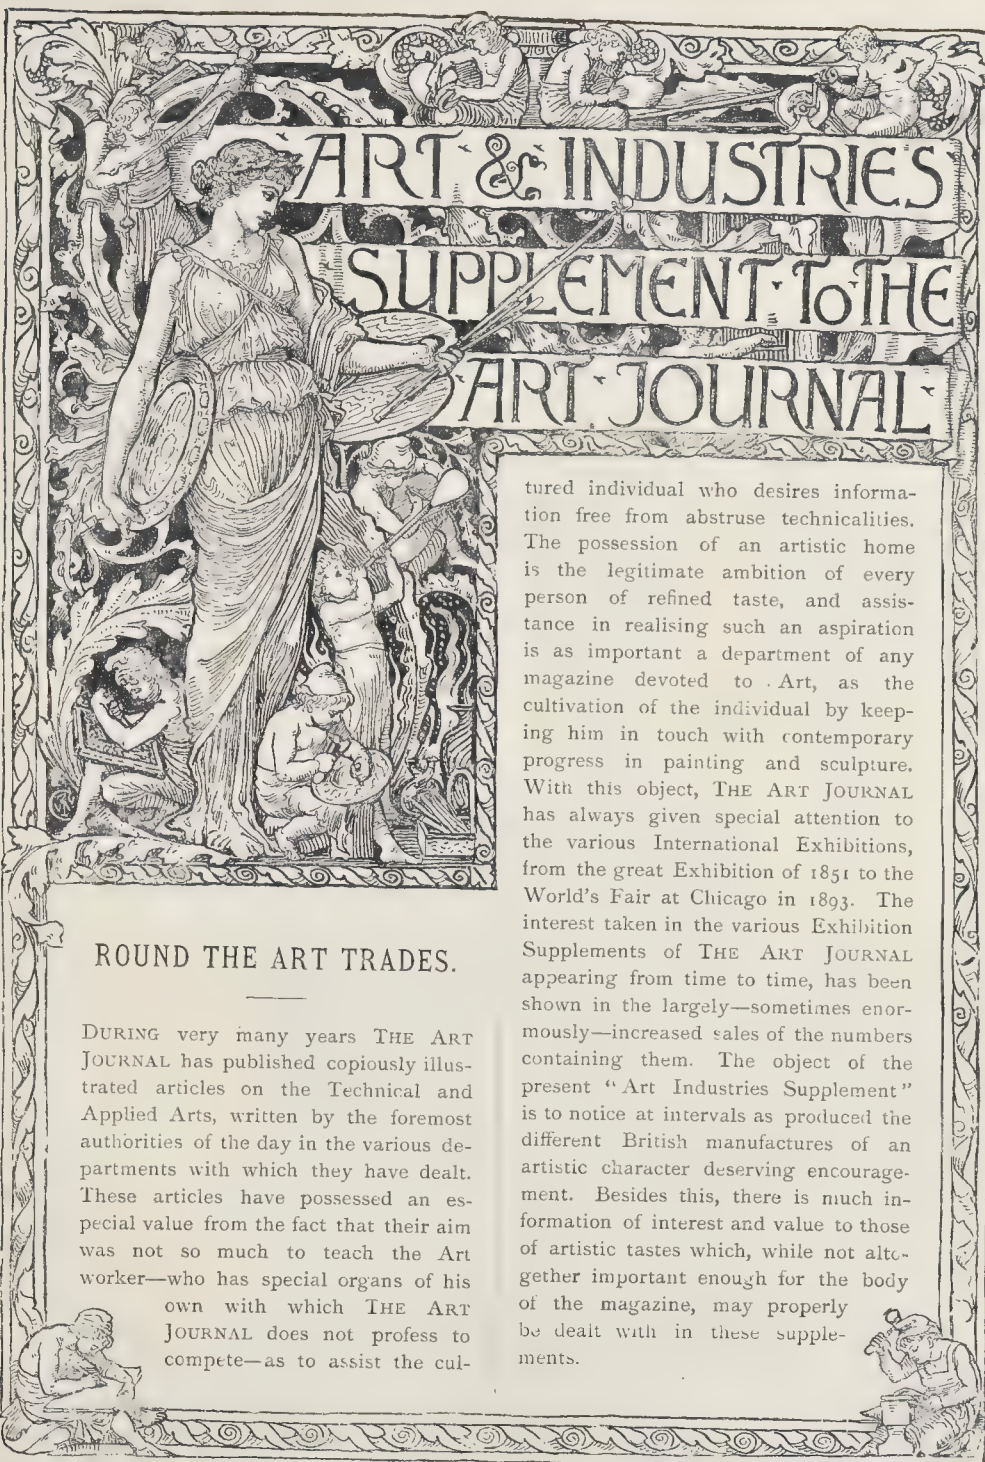 ART & INDUSTRIES
SUPPLEMENT · TO · THE
· ART · JOURNAL ·
ROUND THE ART TRADES.
DURING very many years THE ART
JOURNAL has published copiously illus-
trated articles on the Technical and
Applied Arts, written by the foremost
authorities of the day in the various de-
partments with which they have dealt.
These articles have possessed an es-
pecial value from the fact that their aim
was not so much to teach the Art
worker—who has special organs of his
own with which THE ART
JOURNAL does not profess to
compete—as to assist the cul-
tured individual who desires informa-
tion free from abstruse technicalities.
The possession of an artistic home
is the legitimate ambition of every
person of refined taste, and assis-
tance in realising such an aspiration
is as important a department of any
magazine devoted to Art, as the
cultivation of the individual by keep-
ing him in touch with contemporary
progress in painting and sculpture.
With this object, THE ART JOURNAL
has always given special attention to
the various International Exhibitions,
from the great Exhibition of 1851 to the
World's Fair at Chicago in 1893. The
interest taken in the various Exhibition
Supplements of THE ART JOURNAL
appearing from time to time, has been
shown in the largely—sometimes enor-
mously—increased sales of the numbers
containing them. The object of the
present “Art Industries Supplement”
is to notice at intervals as produced the
different British manufactures of an
artistic character deserving encourage-
ment. Besides this, there is much in-
formation of interest and value to those
of artistic tastes which, while not alto-
gether important enough for the body
of the magazine, may properly
be dealt with in these supple-
ments.